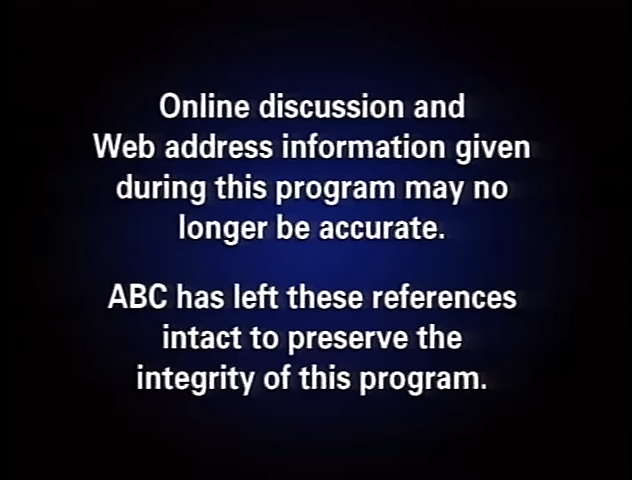 Online discussion and
Web address information given
during this program may no
longer be accurate.
ABC has left these references
intact to preserve the
integrity of this program.